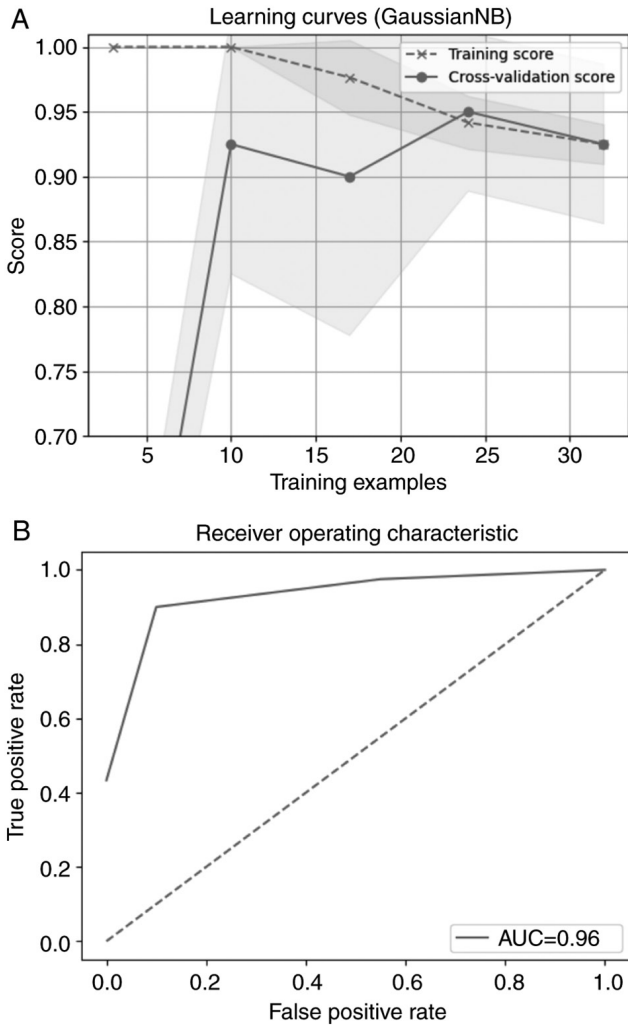 A
Learning curves (GaussianNB)
1.00
0.95
0.90
0.85
0.80
0.75
0.70
Score
Training score
Cross-validation score
5 10 15 20 25 30
Training examples
B
Receiver operating characteristic
1.0
0.8
0.6
0.4
0.2
0.0
True positive rate
AUC=0.96
0.0 0.2 0.4 0.6 0.8 1.0
False positive rate